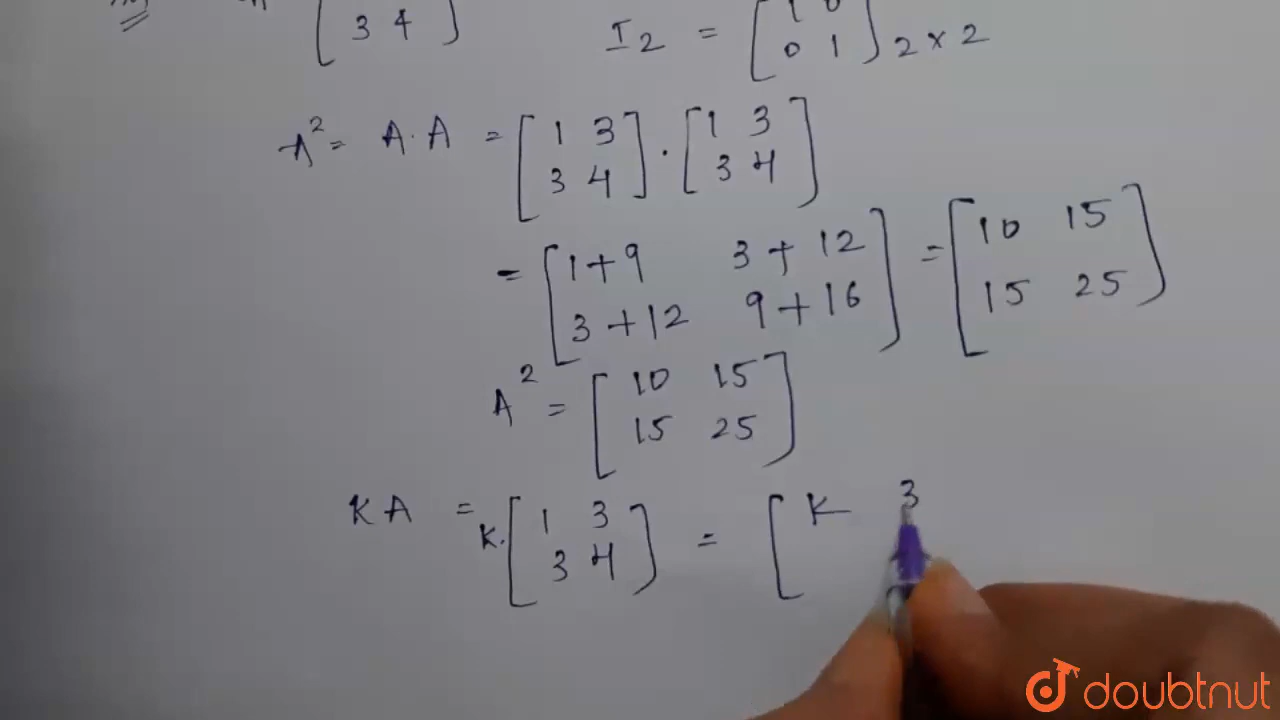 [ 3 4 ]
I2 = [ 1 0
0 1 ] 2 × 2
A² = A . A = [ 1 3 ] . [ 1 3 ]
[ 3 4 ] [ 3 4 ]
= [ 1 + 9 3 + 12 ] = [ 10 15 ]
[ 3 + 12 9 + 16 ] [ 15 25 ]
A² = [ 10 15 ]
[ 15 25 ]
KA = K. [ 1 3 ] = [ K 3
[ 3 4 ]
doubtnut